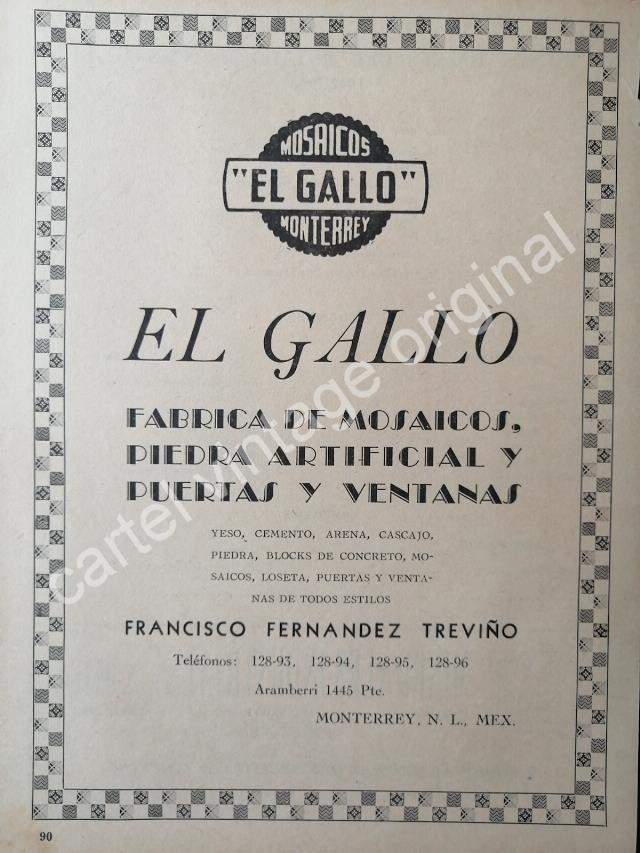 MOSAICOS
"EL GALLO"
MONTERREY
EL GALLO
FABRICA DE MOSAICOS,
PIEDRA ARTIFICIAL Y
PUERTAS Y VENTANAS
YESO, CEMENTO, ARENA, CASCAJO,
PIEDRA, BLOCKS DE CONCRETO, MO-
SAICOS, LOSETA, PUERTAS Y VENTA-
NAS DE TODOS ESTILOS
FRANCISCO FERNANDEZ TREVIÑO
Teléfonos: 128-93, 128-94, 128-95, 128-96
Aramberri 1445 Pte.
MONTERREY, N. L., MEX.
90
cartel vintage original